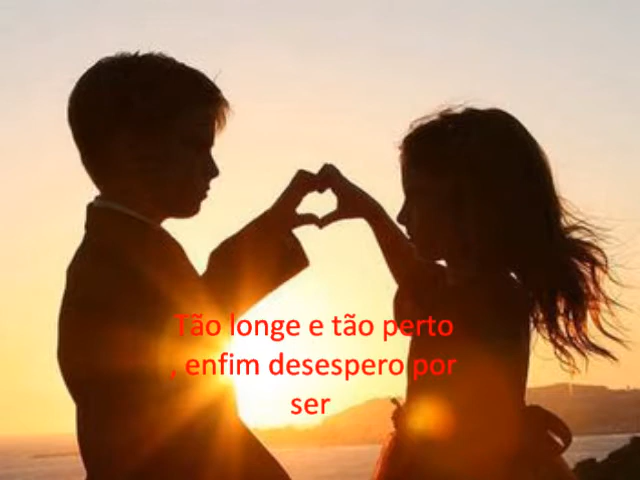 Tão longe e tão perto
, enfim desespero por
ser